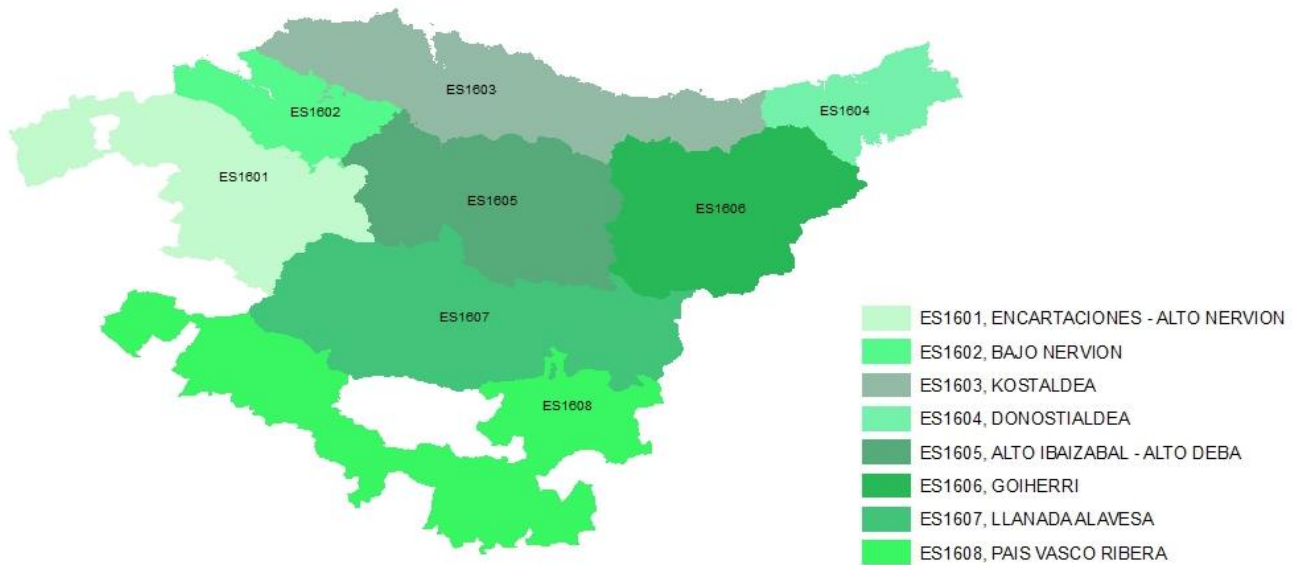 ES1603
ES1602
ES1604
ES1601
ES1605
ES1606
ES1607
ES1608
ES1601, ENCARTACIONES - ALTO NERVION
ES1602, BAJO NERVION
ES1603, KOSTALDEA
ES1604, DONOSTIALDEA
ES1605, ALTO IBAIZABAL - ALTO DEBA
ES1606, GOIHERRI
ES1607, LLANADA ALAVESA
ES1608, PAIS VASCO RIBERA